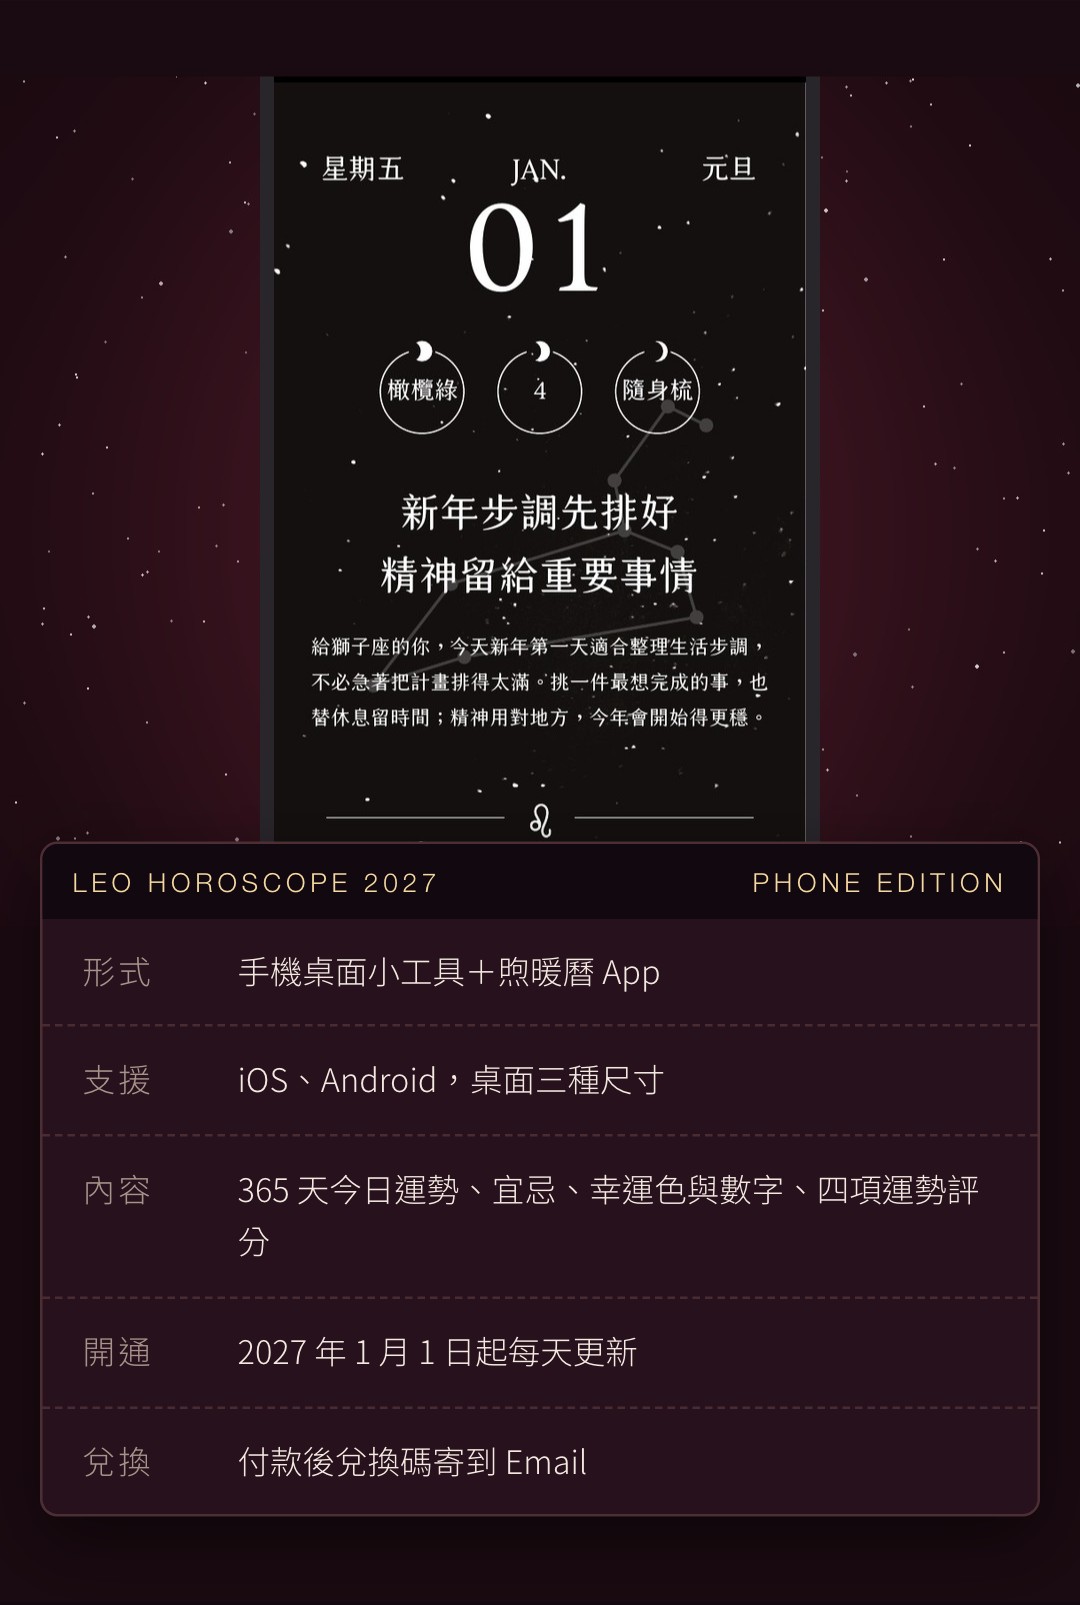 星期五 JAN. 元旦
01
橄欖綠 4 隨身梳
新年步調先排好
精神留給重要事情
給獅子座的你，今天新年第一天適合整理生活步調，
不必急著把計畫排得太滿。挑一件最想完成的事，也
替休息留時間；精神用對地方，今年會開始得更穩。
LEO HOROSCOPE 2027 PHONE EDITION
形式 手機桌面小工具＋煦暖曆 App
支援 iOS、Android，桌面三種尺寸
內容 365 天今日運勢、宜忌、幸運色與數字、四項運勢評
分
開通 2027 年 1 月 1 日起每天更新
兌換 付款後兌換碼寄到 Email